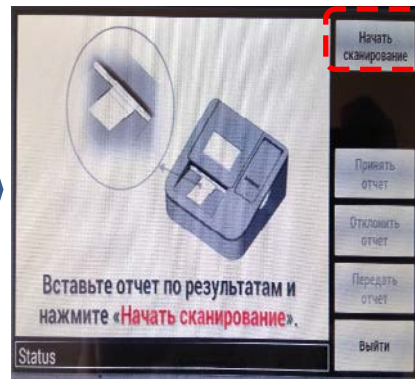 Начать
сканирование
Принять
отчет
Отклонить
отчет
Передать
отчет
Вставьте отчет по результатам и
нажмите «Начать сканирование».
Выйти
Status